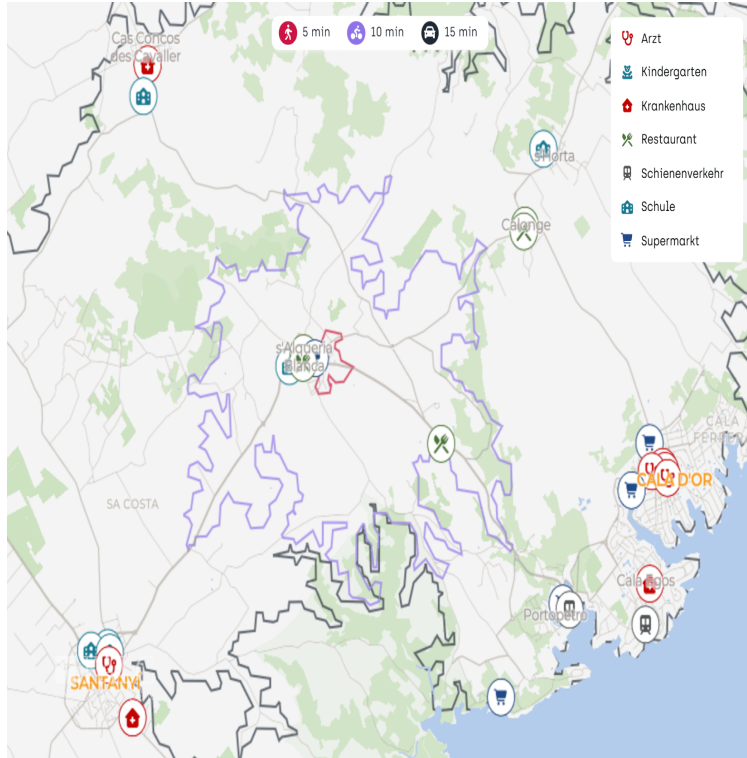 5 min
10 min
15 min
Arzt
Kindergarten
Krankenhaus
Restaurant
Schienenverkehr
Schule
Supermarkt
Cas Concos
des Cavaller
s'Horta
Calonge
s'Alqueria
Blanca
CALA
SA COSTA
CALA D'OR
Cala Egos
Portopetro
SANTANYI